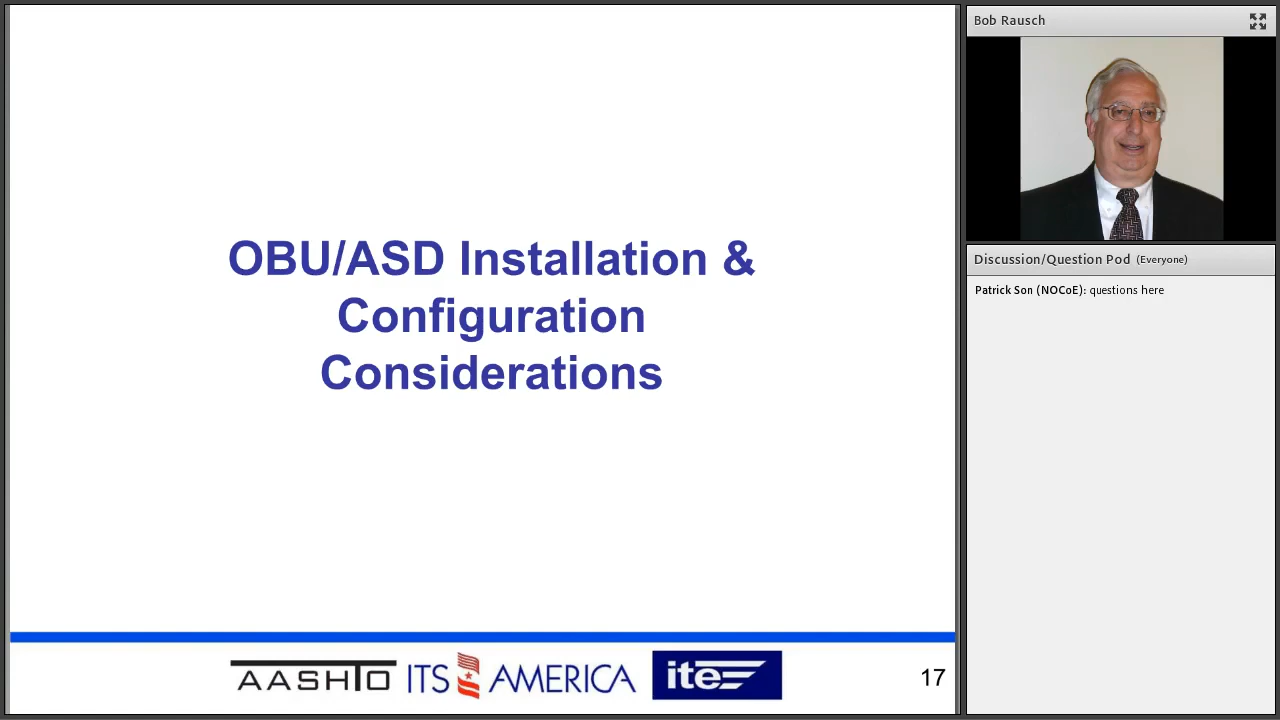 OBU/ASD Installation &
Configuration
Considerations
AASHTO ITS AMERICA ite
17
Bob Rausch
Discussion/Question Pod (Everyone)
Patrick Son (NOCoE): questions here